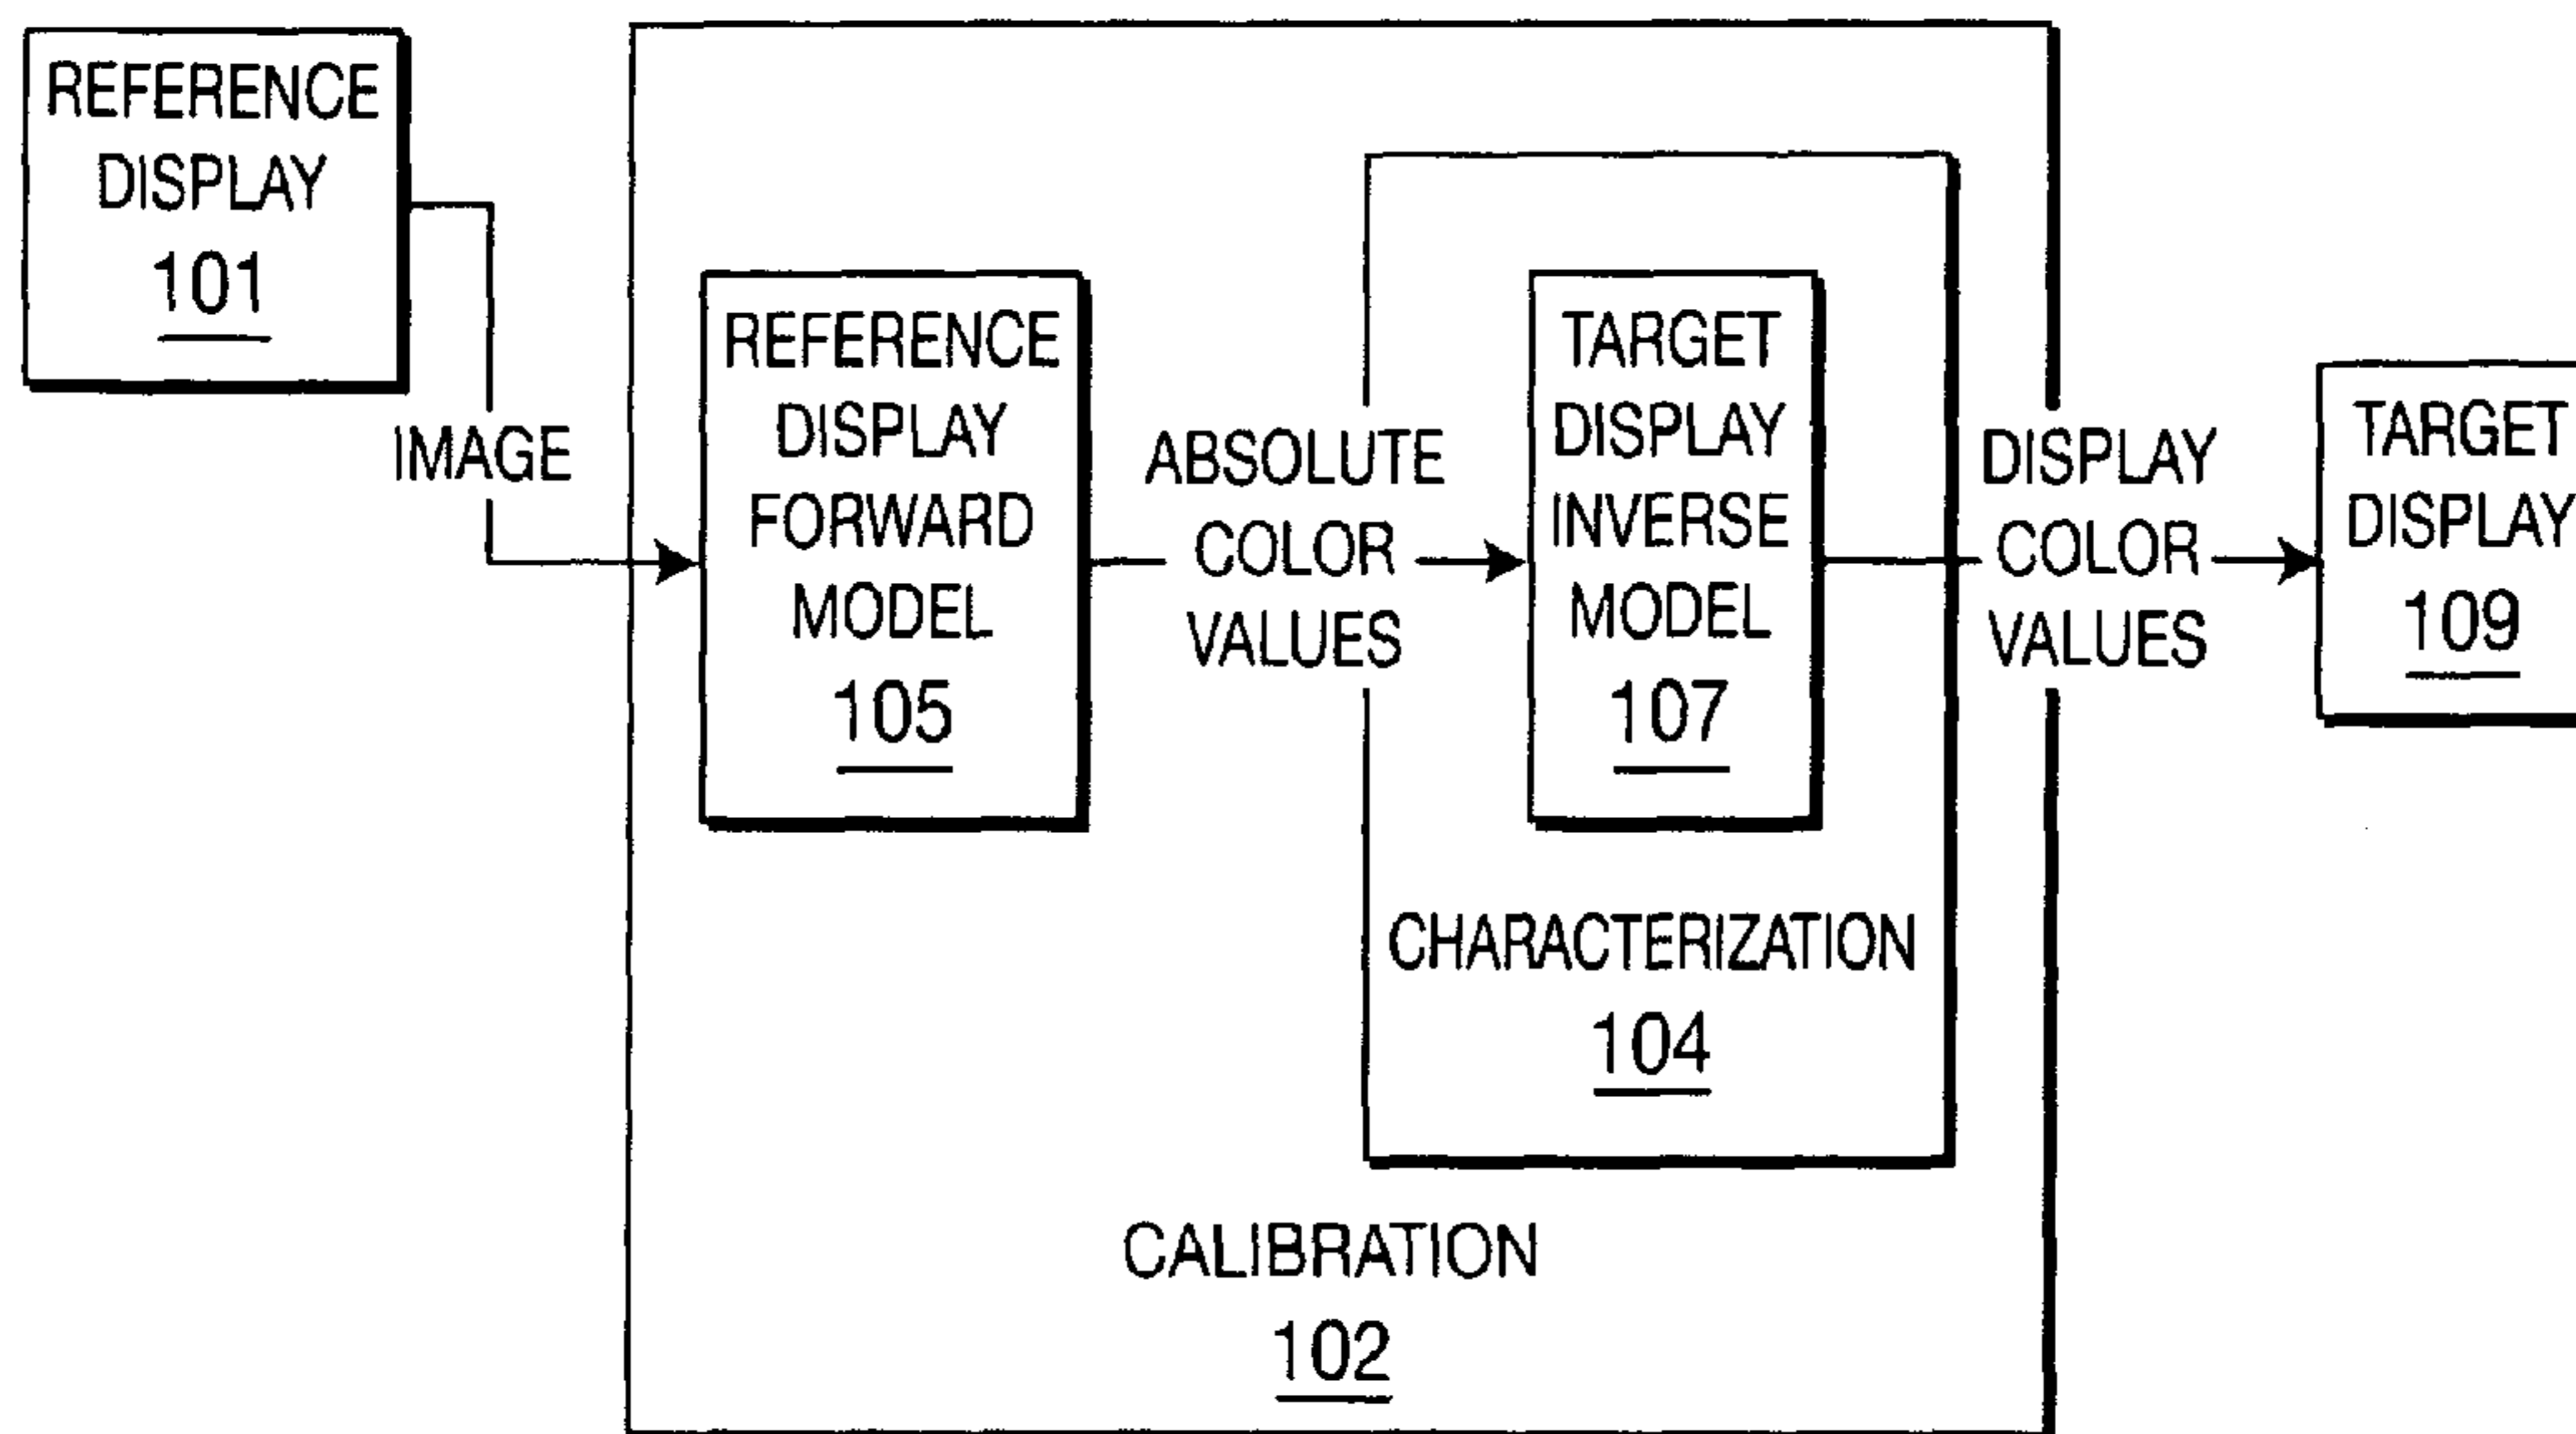 REFERENCE
DISPLAY
101
IMAGE
REFERENCE
DISPLAY
FORWARD
MODEL
105
ABSOLUTE
COLOR
VALUES
TARGET
DISPLAY
INVERSE
MODEL
107
CHARACTERIZATION
104
CALIBRATION
102
DISPLAY
COLOR
VALUES
TARGET
DISPLAY
109